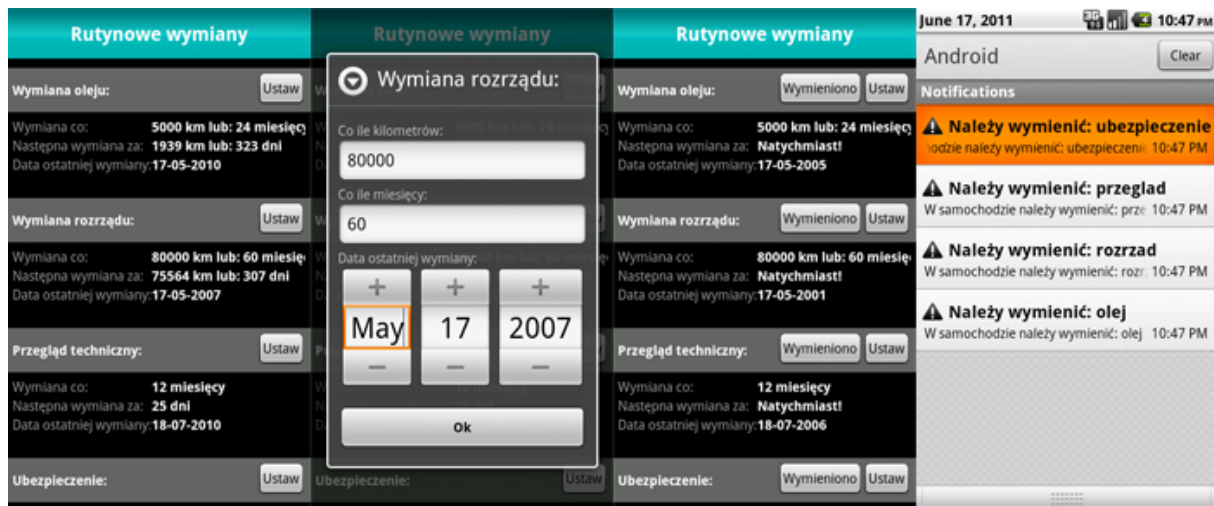 Rutynowe wymiany
Wymiana oleju: Ustaw
Wymiana co: 5000 km lub: 24 miesięcy
Następna wymiana za: 1939 km lub: 323 dni
Data ostatniej wymiany: 17-05-2010
Wymiana rozrządu: Ustaw
Wymiana co: 80000 km lub: 60 miesię
Następna wymiana za: 75564 km lub: 307 dni
Data ostatniej wymiany: 17-05-2007
Przegląd techniczny: Ustaw
Wymiana co: 12 miesięcy
Następna wymiana za: 25 dni
Data ostatniej wymiany: 18-07-2010
Ubezpieczenie: Ustaw
Rutynowe wymiany
Wymiana rozrządu:
Co ile kilometrów:
80000
Co ile miesięcy:
60
Data ostatniej wymiany:
+ + +
May 17 2007
− − −
Ok
Ubezpieczenie: Ustaw
Rutynowe wymiany
Wymiana oleju: Wymieniono Ustaw
Wymiana co: 5000 km lub: 24 miesięcy
Następna wymiana za: Natychmiast!
Data ostatniej wymiany: 17-05-2005
Wymiana rozrządu: Wymieniono Ustaw
Wymiana co: 80000 km lub: 60 miesię
Następna wymiana za: Natychmiast!
Data ostatniej wymiany: 17-05-2001
Przegląd techniczny: Wymieniono Ustaw
Wymiana co: 12 miesięcy
Następna wymiana za: Natychmiast!
Data ostatniej wymiany: 18-07-2006
Ubezpieczenie: Wymieniono Ustaw
June 17, 2011 3G 10:47 PM
Android Clear
Notifications
Należy wymienić: ubezpieczenie
hodzie należy wymienić: ubezpieczenie 10:47 PM
Należy wymienić: przeglad
W samochodzie należy wymienić: prze 10:47 PM
Należy wymienić: rozrzad
W samochodzie należy wymienić: rozr 10:47 PM
Należy wymienić: olej
W samochodzie należy wymienić: olej 10:47 PM